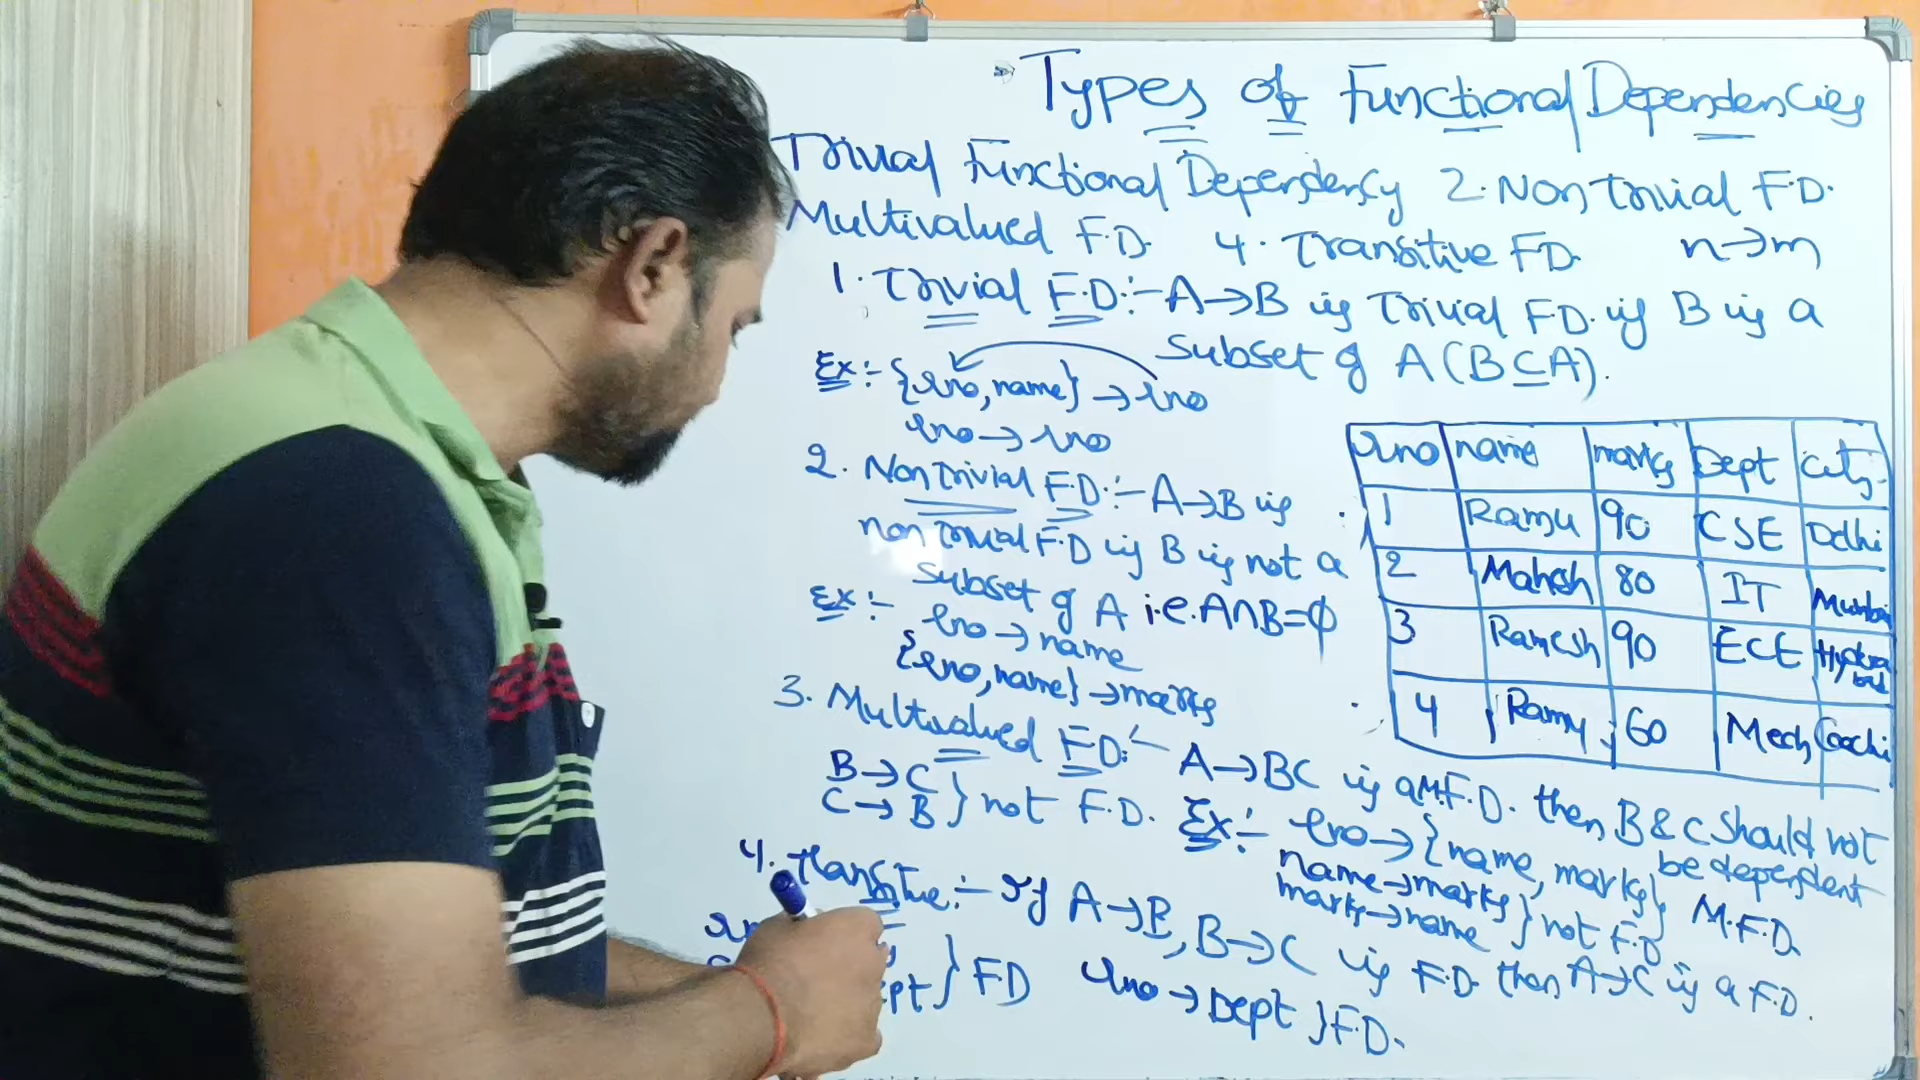 Types of Functional Dependencies
Trivial Functional Dependency 2. Non trivial F.D.
Multivalued F.D. 4. Transitive FD. n→m
1. Trivial F.D:- A→B is Trivial F.D. if B is a
subset of A (B⊆A).
Ex:- {sno, name} → sno
sno → sno
2. Non trivial F.D:- A→B is
non trivial F.D if B is not a
subset of A i.e. A∩B=ϕ
Ex:- sno → name
{sno, name} → marks
sno name marks Dept city
1 Ramu 90 CSE Delhi
2 Mahesh 80 IT Mumbai
3 Ramesh 90 ECE
4 Ramu 60 Mech Cochi
3. Multivalued F.D:- A→BC is a M.F.D. then B & C should not
be dependent
B→C
C→B } not F.D.
Ex:- sno → {name, marks} M.F.D.
name→marks
marks→name } not F.D
4. Transitive:- If A→B, B→C is F.D. then A→C is a F.D.
} FD sno → Dept } F.D.